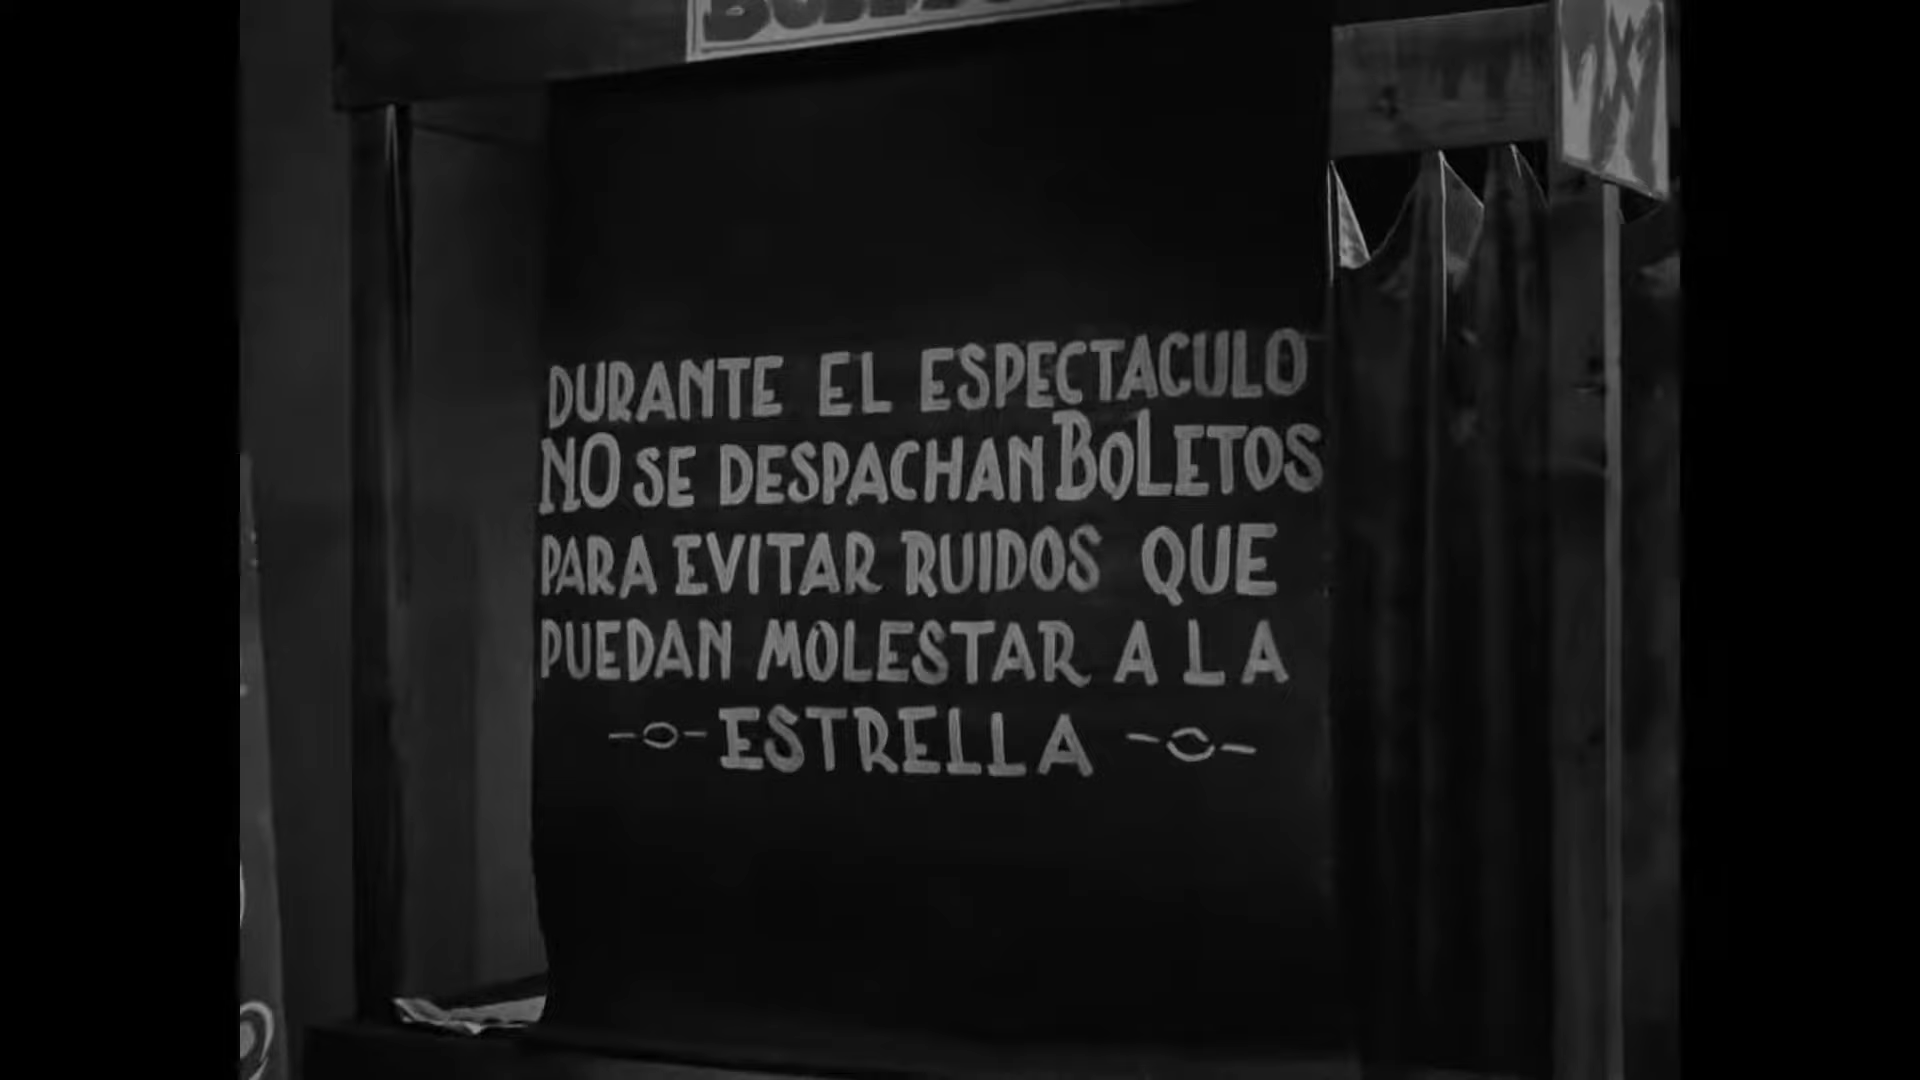 DURANTE EL ESPECTACULO
NO SE DESPACHAN BOLETOS
PARA EVITAR RUIDOS QUE
PUEDAN MOLESTAR A LA
-o- ESTRELLA -o-